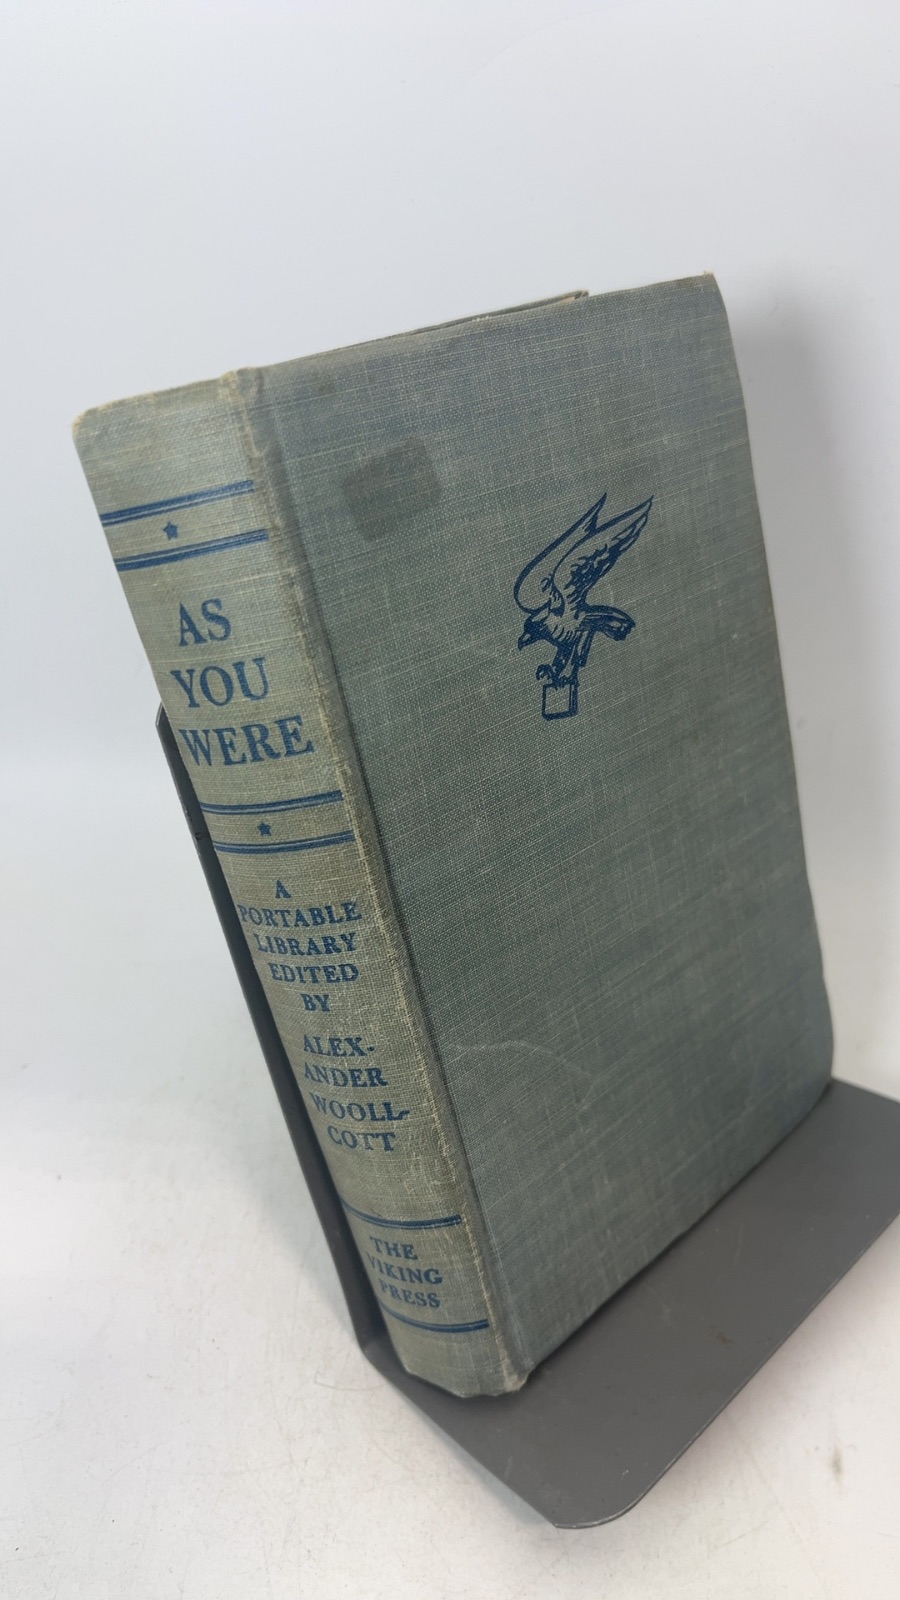 AS
YOU
WERE
A
PORTABLE
LIBRARY
EDITED
BY
ALEX-
ANDER
WOOLL-
COTT
THE
VIKING
PRESS